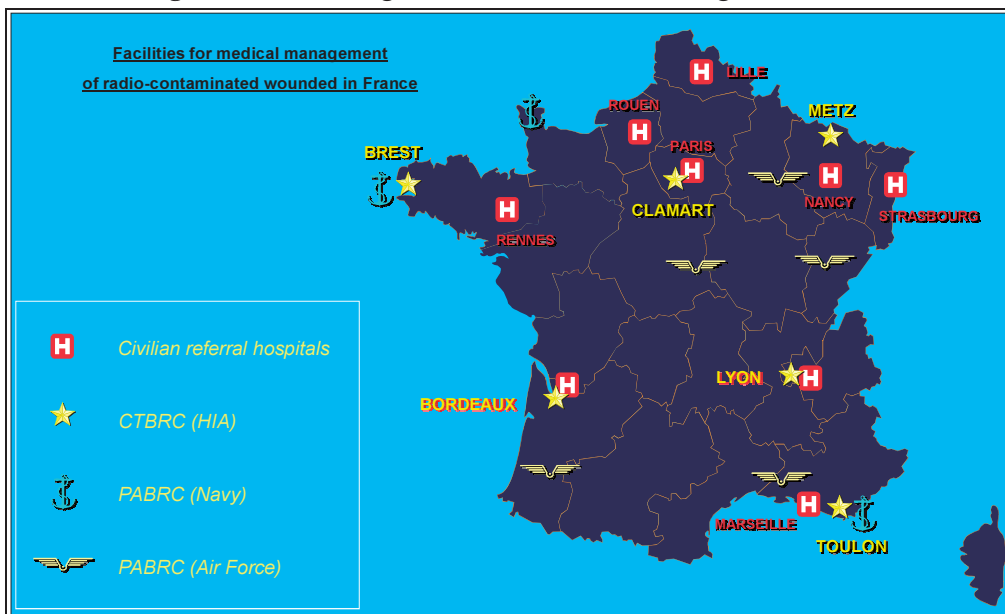 Facilities for medical management
of radio-contaminated wounded in France
H
LILLE
ROUEN
H
METZ
PARIS
H
BREST
H
H
CLAMART
NANCY
STRASBOURG
H
RENNES
H Civilian referral hospitals
CTBRC (HIA)
PABRC (Navy)
PABRC (Air Force)
H
BORDEAUX
LYON
H
H
MARSEILLE
TOULON